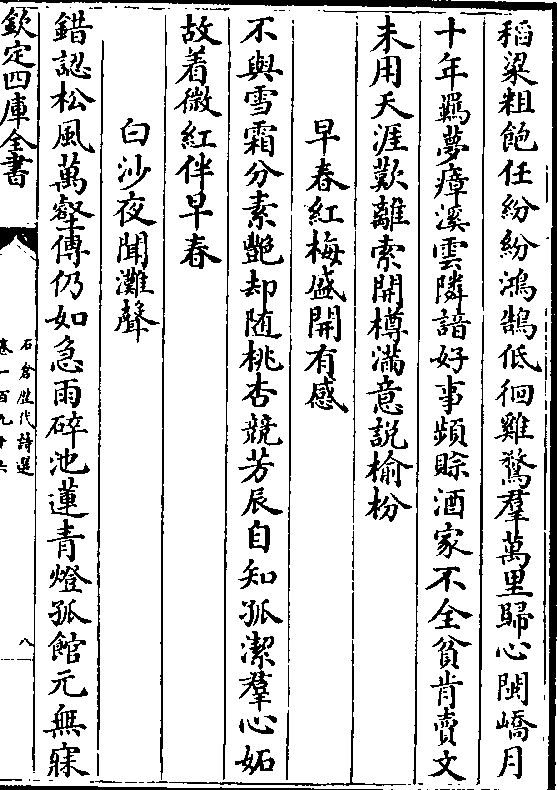 稻粱粗飽任紛紛鴻鵠低徊雞鶩羣萬里歸心閩嶠月
十年羈夢瘴溪雲隣諳好事頻賖酒家不全貧肯賣文
未用天涯歎離索開樽滿意説榆枌
早春紅梅盛開有感
不與雪霜分素艶却随桃杏競芳辰自知孤潔羣心妬
故着微紅伴早春
白沙夜聞灘聲
錯認松風萬壑傳仍如急雨碎池蓮青燈孤館元無寐
欽定四庫全書
石倉歷代詩選
卷一百九十六
八